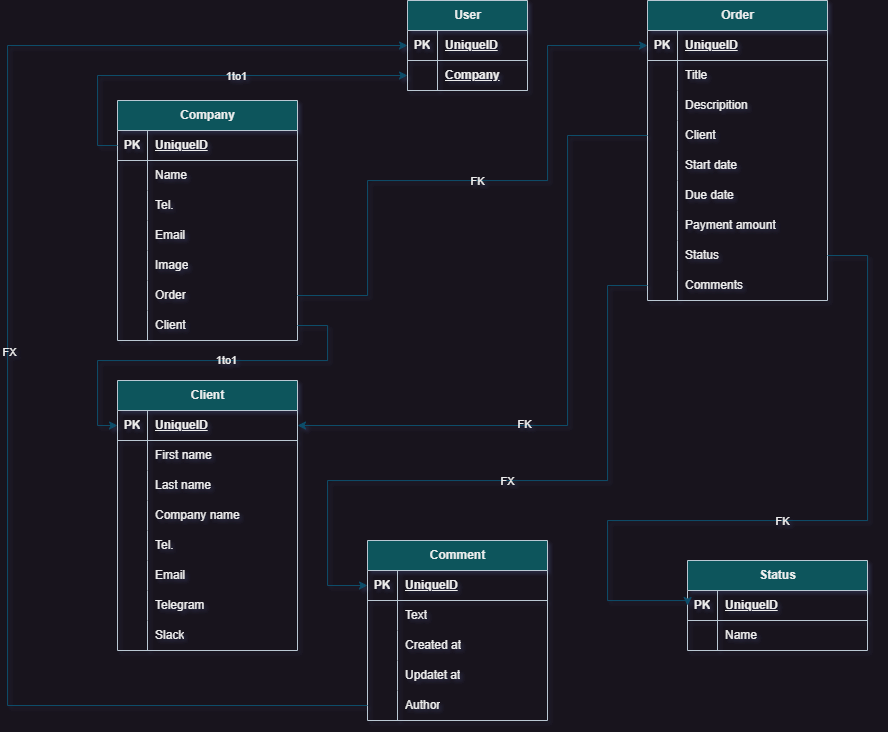 User
PK UniqueID
Company
Order
PK UniqueID
Title
Descripition
Client
Start date
Due date
Payment amount
Status
Comments
1to1
Company
PK UniqueID
Name
Tel.
Email
Image
Order
Client
FK
FX
1to1
Client
PK UniqueID
First name
Last name
Company name
Tel.
Email
Telegram
Slack
FK
FX
FK
Comment
PK UniqueID
Text
Created at
Updatet at
Author
Status
PK UniqueID
Name